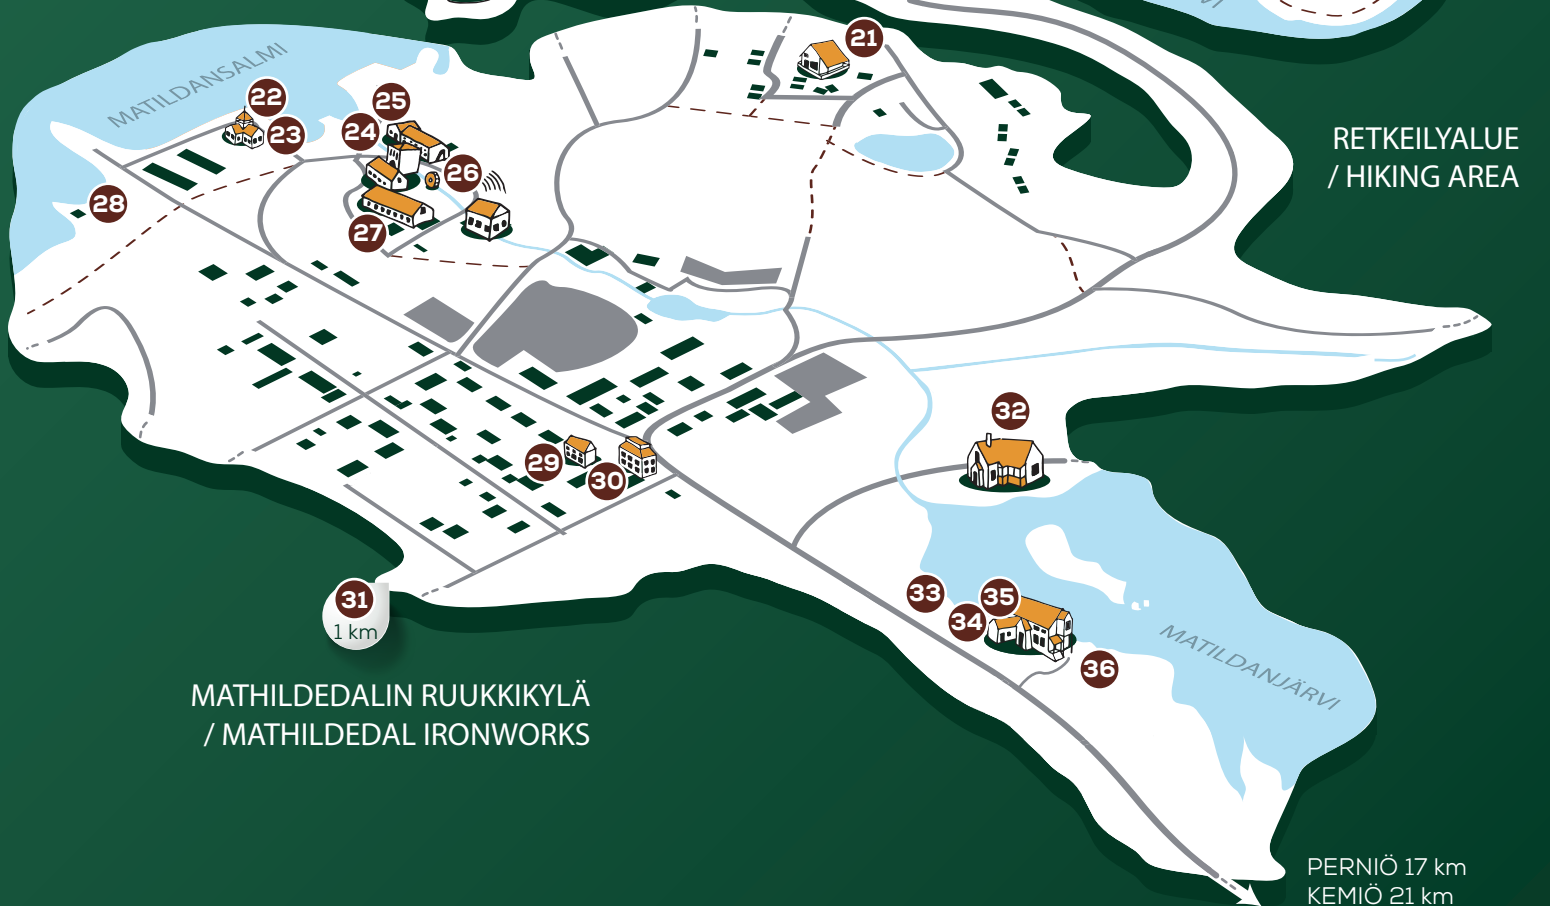 VI
21
MATILDANSALMI
22
25
23
24
26
RETKEILYALUE
/ HIKING AREA
28
27
32
29
30
31
1 km
33
35
34
MATILDANJÄRVI
36
MATHILDEDALIN RUUKKIKYLÄ
/ MATHILDEDAL IRONWORKS
PERNIÖ 17 km
KEMIÖ 21 km